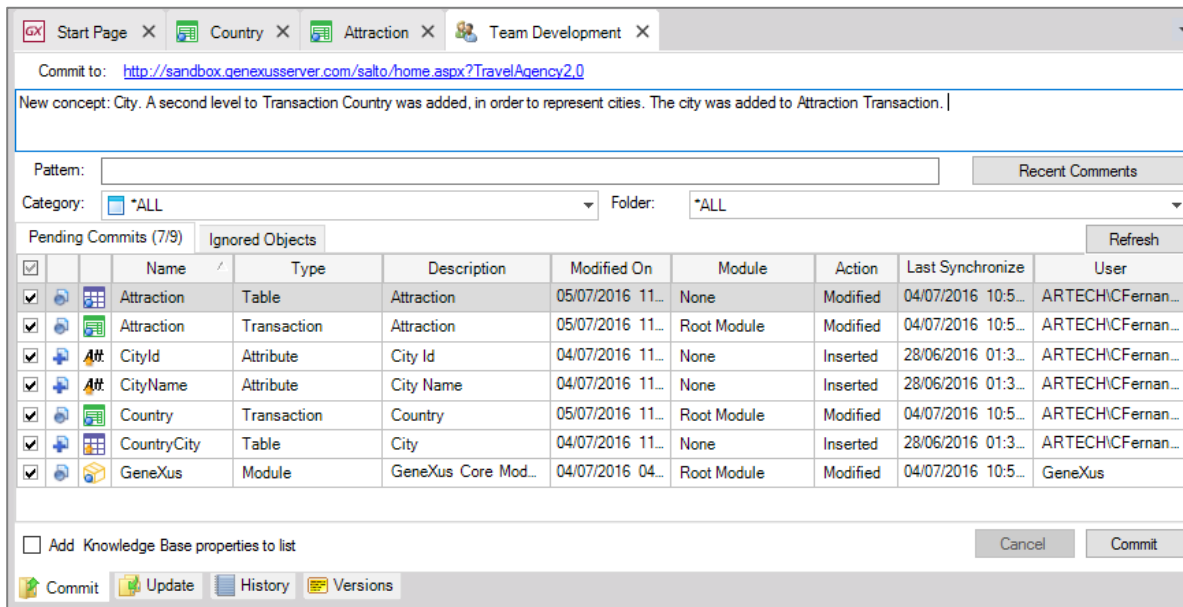 GX Start Page Country Attraction Team Development
Commit to: http://sandbox.genexusserver.com/salto/home.aspx?TravelAgency2,0
New concept: City. A second level to Transaction Country was added, in order to represent cities. The city was added to Attraction Transaction.
Pattern: Recent Comments
Category: *ALL Folder: *ALL
Pending Commits (7/9) Ignored Objects Refresh
Name Type Description Modified On Module Action Last Synchronize User
Attraction Table Attraction 05/07/2016 11... None Modified 04/07/2016 10:5... ARTECH\CFernan...
Attraction Transaction Attraction 05/07/2016 11... Root Module Modified 04/07/2016 10:5... ARTECH\CFernan...
Att. CityId Attribute City Id 04/07/2016 11... None Inserted 28/06/2016 01:3... ARTECH\CFernan...
Att. CityName Attribute City Name 04/07/2016 11... None Inserted 28/06/2016 01:3... ARTECH\CFernan...
Country Transaction Country 05/07/2016 11... Root Module Modified 04/07/2016 10:5... ARTECH\CFernan...
CountryCity Table City 04/07/2016 11... None Inserted 28/06/2016 01:3... ARTECH\CFernan...
GeneXus Module GeneXus Core Mod... 04/07/2016 04... Root Module Modified 04/07/2016 10:5... GeneXus
Add Knowledge Base properties to list Cancel Commit
Commit Update History Versions